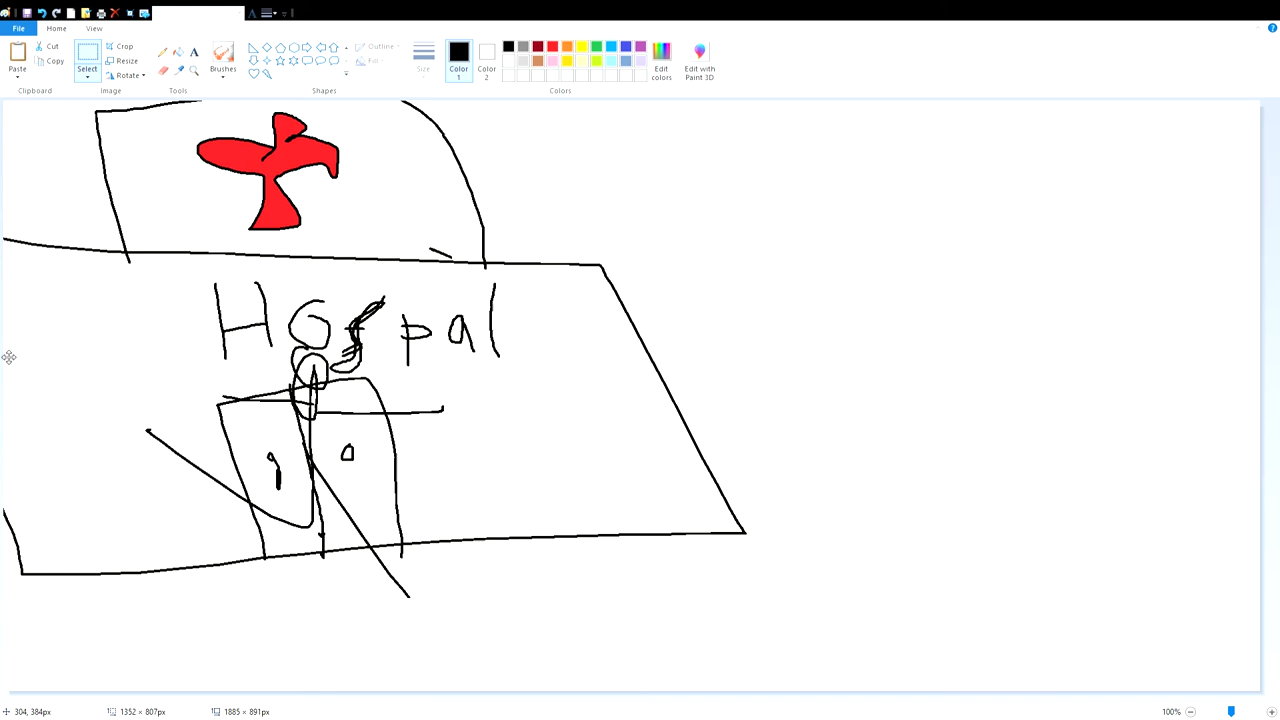 File Home View
Paste Cut Copy
Select Crop Resize Rotate
A
Brushes
Outline Fill
Size
Color 1 Color 2
Edit colors Edit with Paint 3D
Clipboard Image Tools Shapes Colors
Hospal
304, 384px 1352 × 807px 1885 × 891px 100%